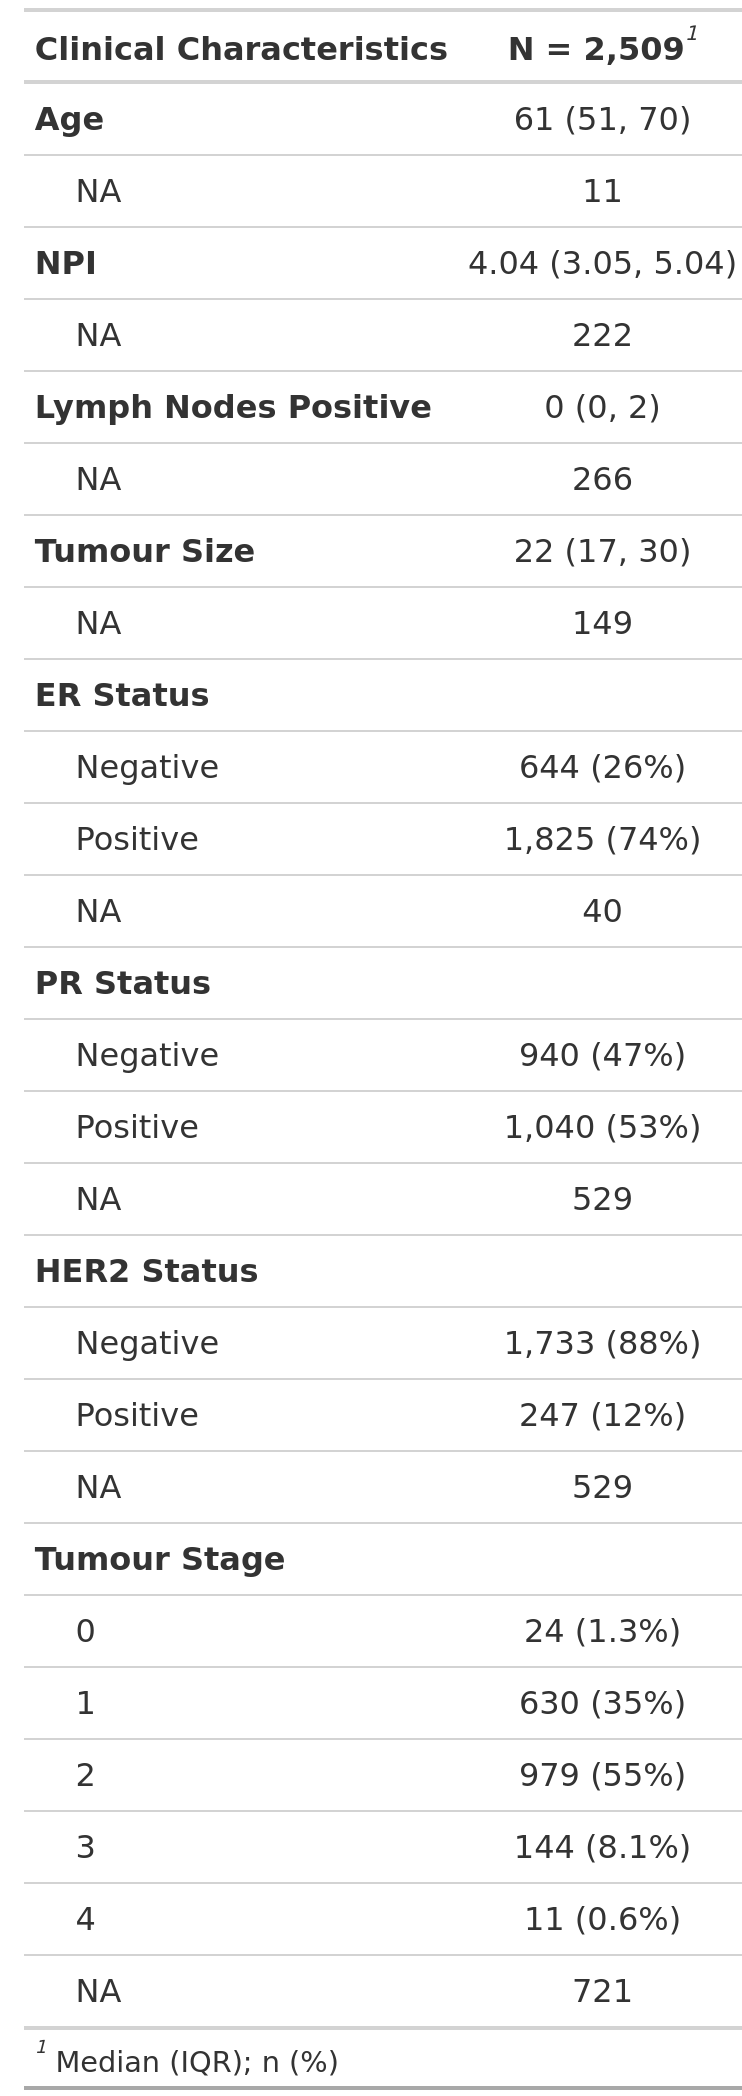 Clinical Characteristics N = 2,509¹
Age 61 (51, 70)
NA 11
NPI 4.04 (3.05, 5.04)
NA 222
Lymph Nodes Positive 0 (0, 2)
NA 266
Tumour Size 22 (17, 30)
NA 149
ER Status
Negative 644 (26%)
Positive 1,825 (74%)
NA 40
PR Status
Negative 940 (47%)
Positive 1,040 (53%)
NA 529
HER2 Status
Negative 1,733 (88%)
Positive 247 (12%)
NA 529
Tumour Stage
0 24 (1.3%)
1 630 (35%)
2 979 (55%)
3 144 (8.1%)
4 11 (0.6%)
NA 721
¹ Median (IQR); n (%)